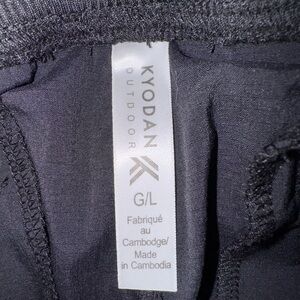 KYODAN
OUTDOOR
G/L
Fabriqué
au
Cambodge/
Made
in Cambodia